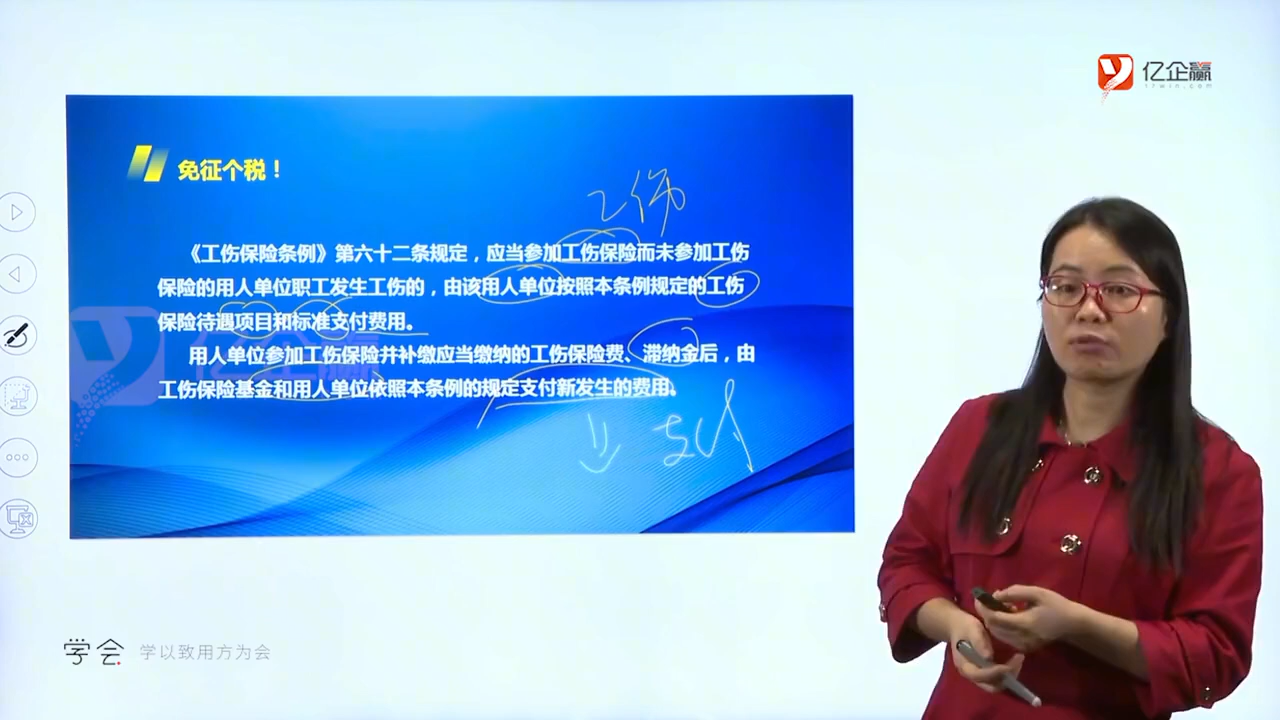 亿企赢
17win.com
免征个税！
工伤
《工伤保险条例》第六十二条规定，应当参加工伤保险而未参加工伤
保险的用人单位职工发生工伤的，由该用人单位按照本条例规定的工伤
保险待遇项目和标准支付费用。
用人单位参加工伤保险并补缴应当缴纳的工伤保险费、滞纳金后，由
工伤保险基金和用人单位依照本条例的规定支付新发生的费用。
支付
学会 学以致用方为会